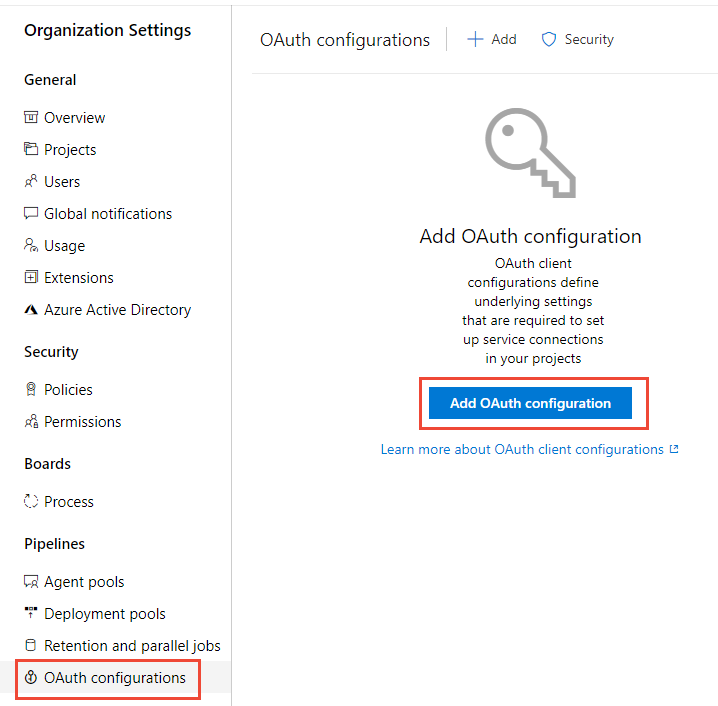 Organization Settings
General
Overview
Projects
Users
Global notifications
Usage
Extensions
Azure Active Directory
Security
Policies
Permissions
Boards
Process
Pipelines
Agent pools
Deployment pools
Retention and parallel jobs
OAuth configurations
OAuth configurations Add Security
Add OAuth configuration
OAuth client
configurations define
underlying settings
that are required to set
up service connections
in your projects
Add OAuth configuration
Learn more about OAuth client configurations